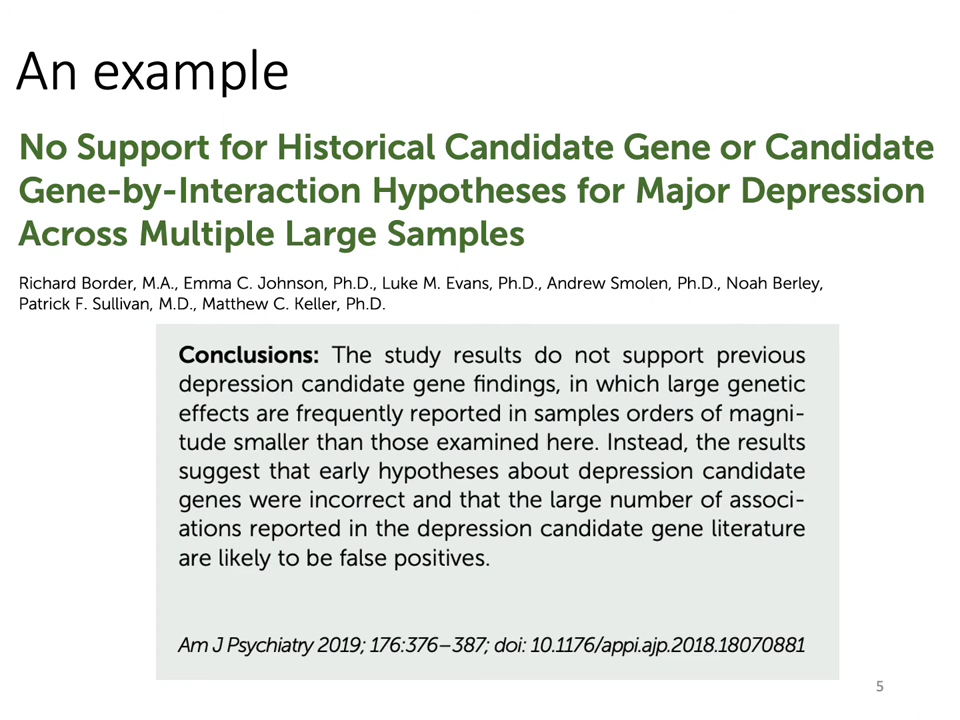 An example
No Support for Historical Candidate Gene or Candidate
Gene-by-Interaction Hypotheses for Major Depression
Across Multiple Large Samples
Richard Border, M.A., Emma C. Johnson, Ph.D., Luke M. Evans, Ph.D., Andrew Smolen, Ph.D., Noah Berley,
Patrick F. Sullivan, M.D., Matthew C. Keller, Ph.D.
Conclusions: The study results do not support previous
depression candidate gene findings, in which large genetic
effects are frequently reported in samples orders of magni-
tude smaller than those examined here. Instead, the results
suggest that early hypotheses about depression candidate
genes were incorrect and that the large number of associ-
ations reported in the depression candidate gene literature
are likely to be false positives.
Am J Psychiatry 2019; 176:376–387; doi: 10.1176/appi.ajp.2018.18070881
5